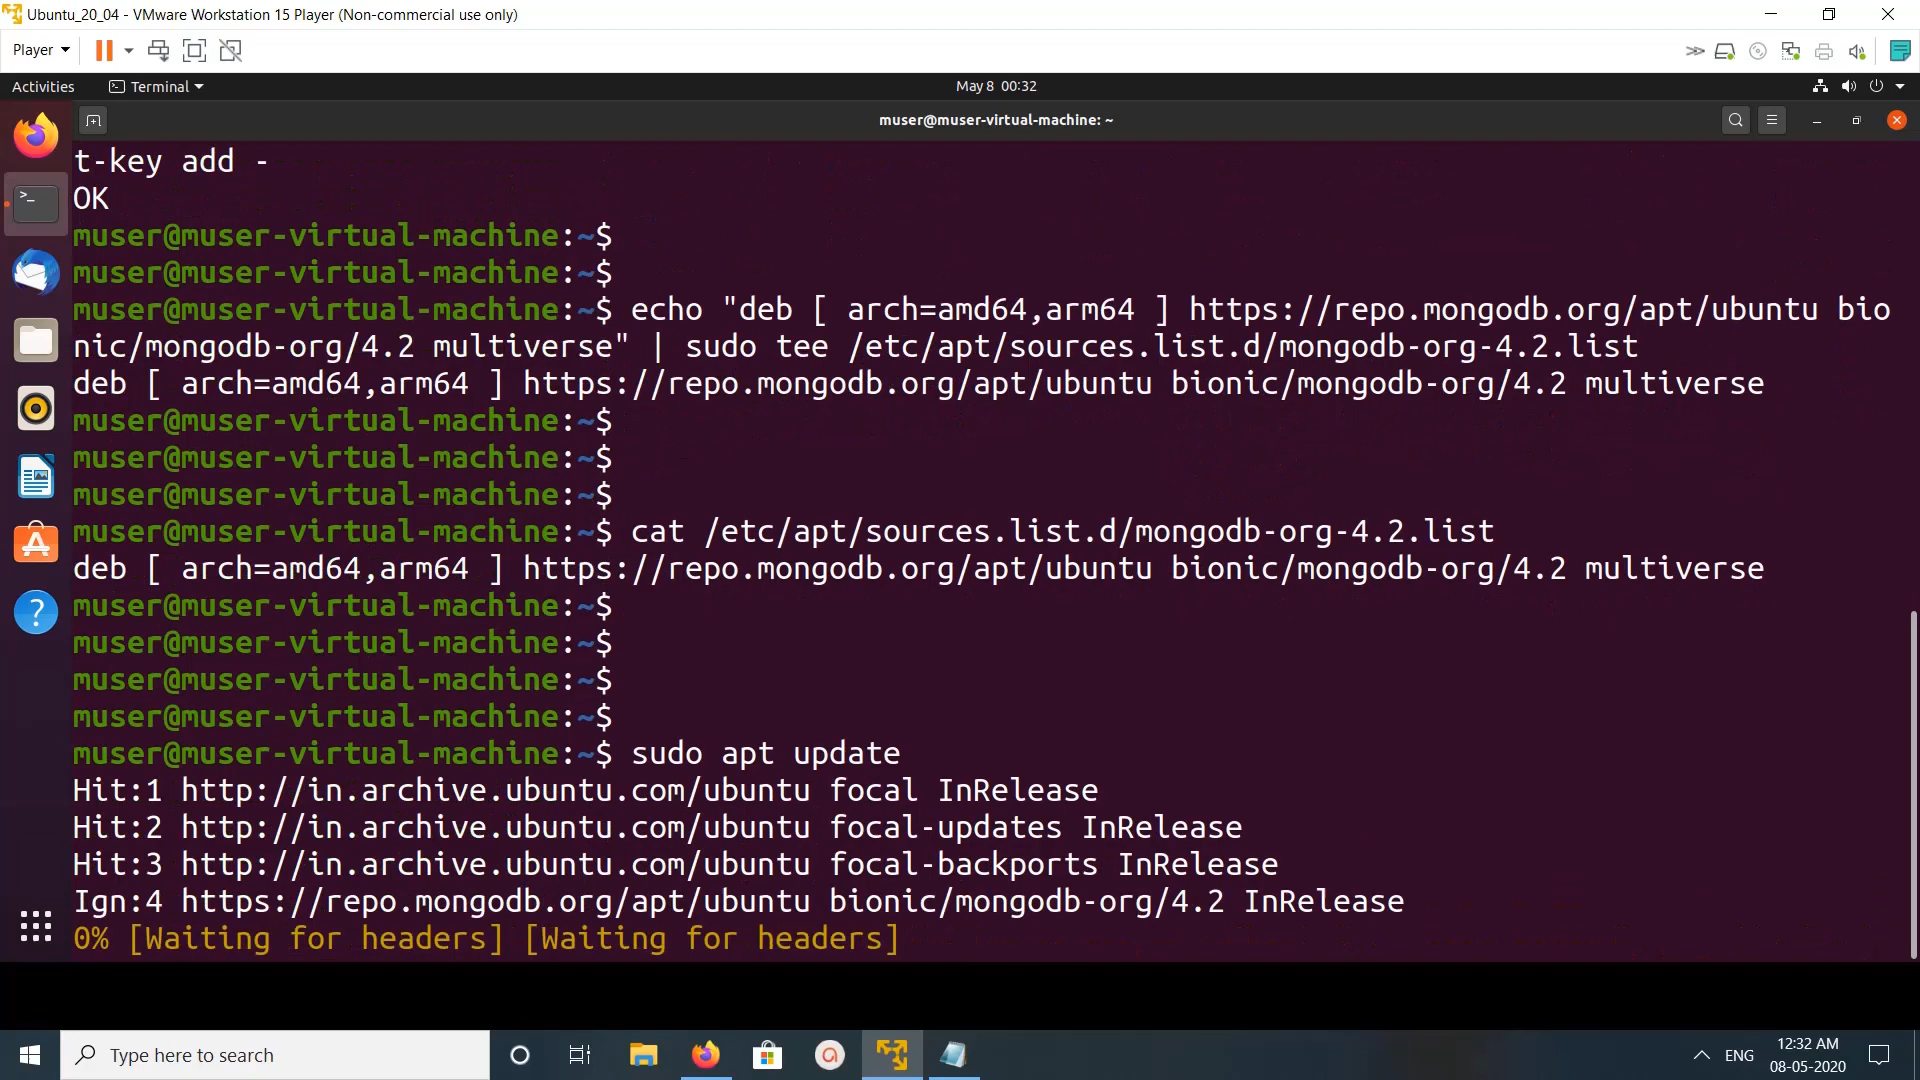 Ubuntu_20_04 - VMware Workstation 15 Player (Non-commercial use only)
Player
Activities
Terminal
May 8 00:32
muser@muser-virtual-machine: ~
t-key add -
OK
muser@muser-virtual-machine:~$
muser@muser-virtual-machine:~$
muser@muser-virtual-machine:~$ echo "deb [ arch=amd64,arm64 ] https://repo.mongodb.org/apt/ubuntu bio
nic/mongodb-org/4.2 multiverse" | sudo tee /etc/apt/sources.list.d/mongodb-org-4.2.list
deb [ arch=amd64,arm64 ] https://repo.mongodb.org/apt/ubuntu bionic/mongodb-org/4.2 multiverse
muser@muser-virtual-machine:~$
muser@muser-virtual-machine:~$
muser@muser-virtual-machine:~$
muser@muser-virtual-machine:~$ cat /etc/apt/sources.list.d/mongodb-org-4.2.list
deb [ arch=amd64,arm64 ] https://repo.mongodb.org/apt/ubuntu bionic/mongodb-org/4.2 multiverse
muser@muser-virtual-machine:~$
muser@muser-virtual-machine:~$
muser@muser-virtual-machine:~$
muser@muser-virtual-machine:~$
muser@muser-virtual-machine:~$ sudo apt update
Hit:1 http://in.archive.ubuntu.com/ubuntu focal InRelease
Hit:2 http://in.archive.ubuntu.com/ubuntu focal-updates InRelease
Hit:3 http://in.archive.ubuntu.com/ubuntu focal-backports InRelease
Ign:4 https://repo.mongodb.org/apt/ubuntu bionic/mongodb-org/4.2 InRelease
0% [Waiting for headers] [Waiting for headers]
Type here to search
ENG
12:32 AM
08-05-2020